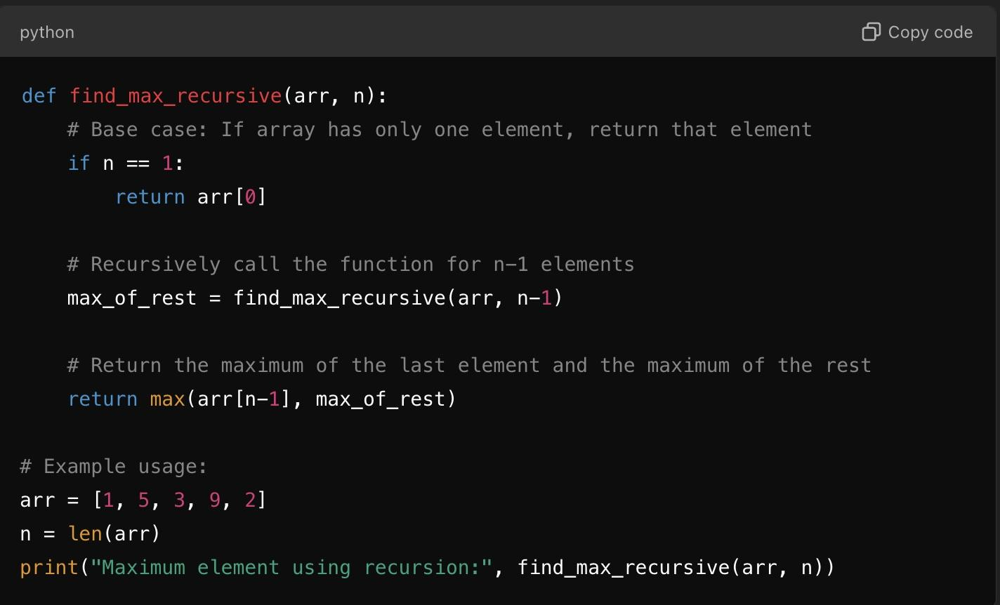 python
Copy code
def find_max_recursive(arr, n):
    # Base case: If array has only one element, return that element
    if n == 1:
        return arr[0]

    # Recursively call the function for n-1 elements
    max_of_rest = find_max_recursive(arr, n-1)

    # Return the maximum of the last element and the maximum of the rest
    return max(arr[n-1], max_of_rest)

# Example usage:
arr = [1, 5, 3, 9, 2]
n = len(arr)
print("Maximum element using recursion:", find_max_recursive(arr, n))